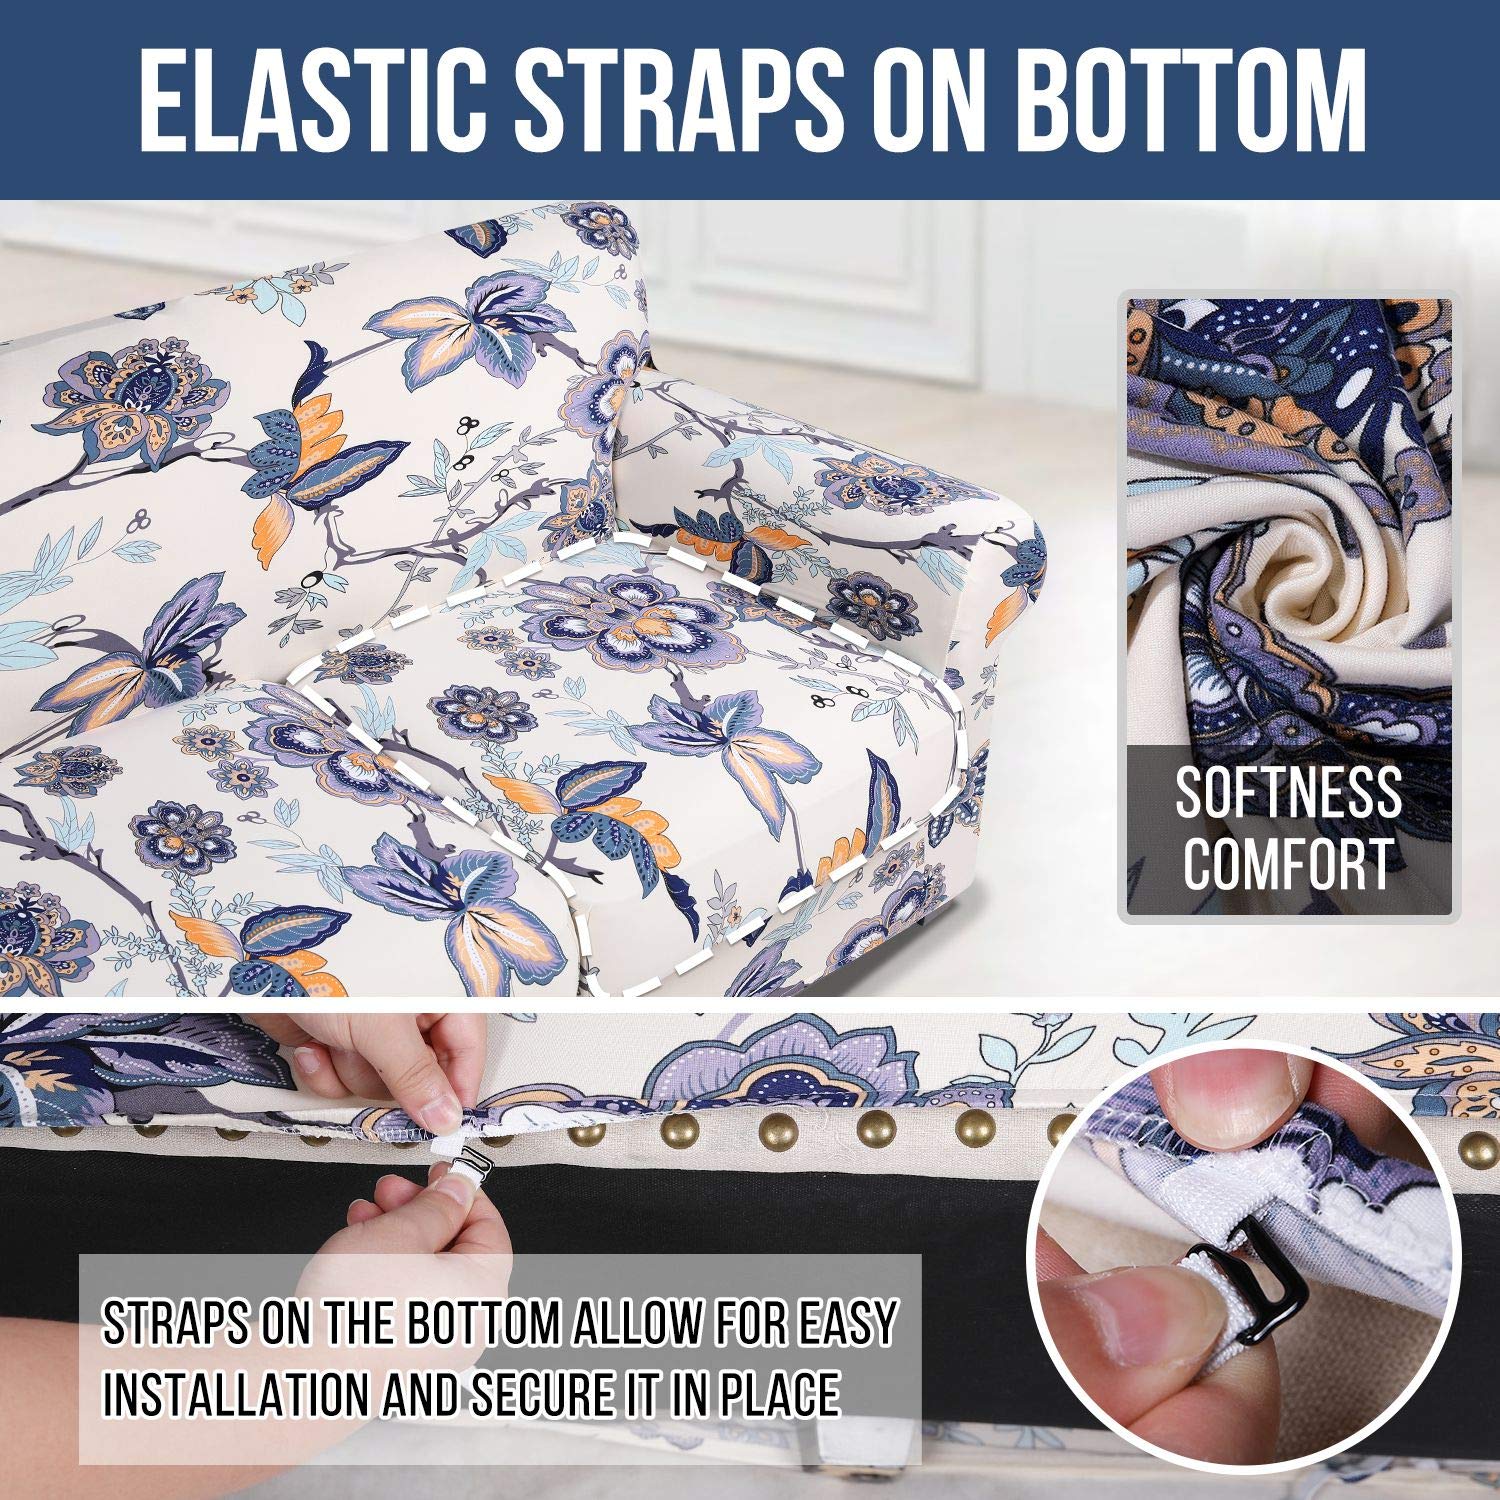 ELASTIC STRAPS ON BOTTOM
SOFTNESS
COMFORT
STRAPS ON THE BOTTOM ALLOW FOR EASY
INSTALLATION AND SECURE IT IN PLACE